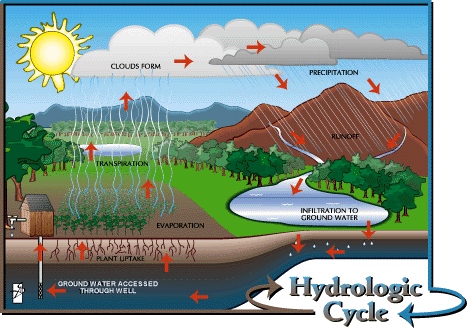 CLOUDS FORM
PRECIPITATION
RUNOFF
TRANSPIRATION
INFILTRATION TO
GROUND WATER
EVAPORATION
PLANT UPTAKE
GROUND WATER ACCESSED
THROUGH WELL
Hydrologic
Cycle